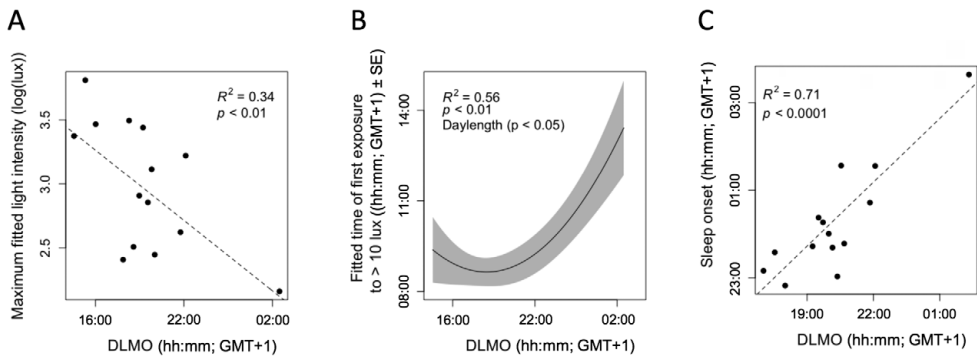 A
Maximum fitted light intensity (log(lux))
3.5
3.0
2.5
R² = 0.34
p < 0.01
16:00 22:00 02:00
DLMO (hh:mm; GMT+1)
B
Fitted time of first exposure
to > 10 lux ((hh:mm; GMT+1) ± SE)
14:00
11:00
08:00
R² = 0.56
p < 0.01
Daylength (p < 0.05)
16:00 22:00 02:00
DLMO (hh:mm; GMT+1)
C
Sleep onset (hh:mm; GMT+1)
03:00
01:00
23:00
R² = 0.71
p < 0.0001
19:00 22:00 01:00
DLMO (hh:mm; GMT+1)